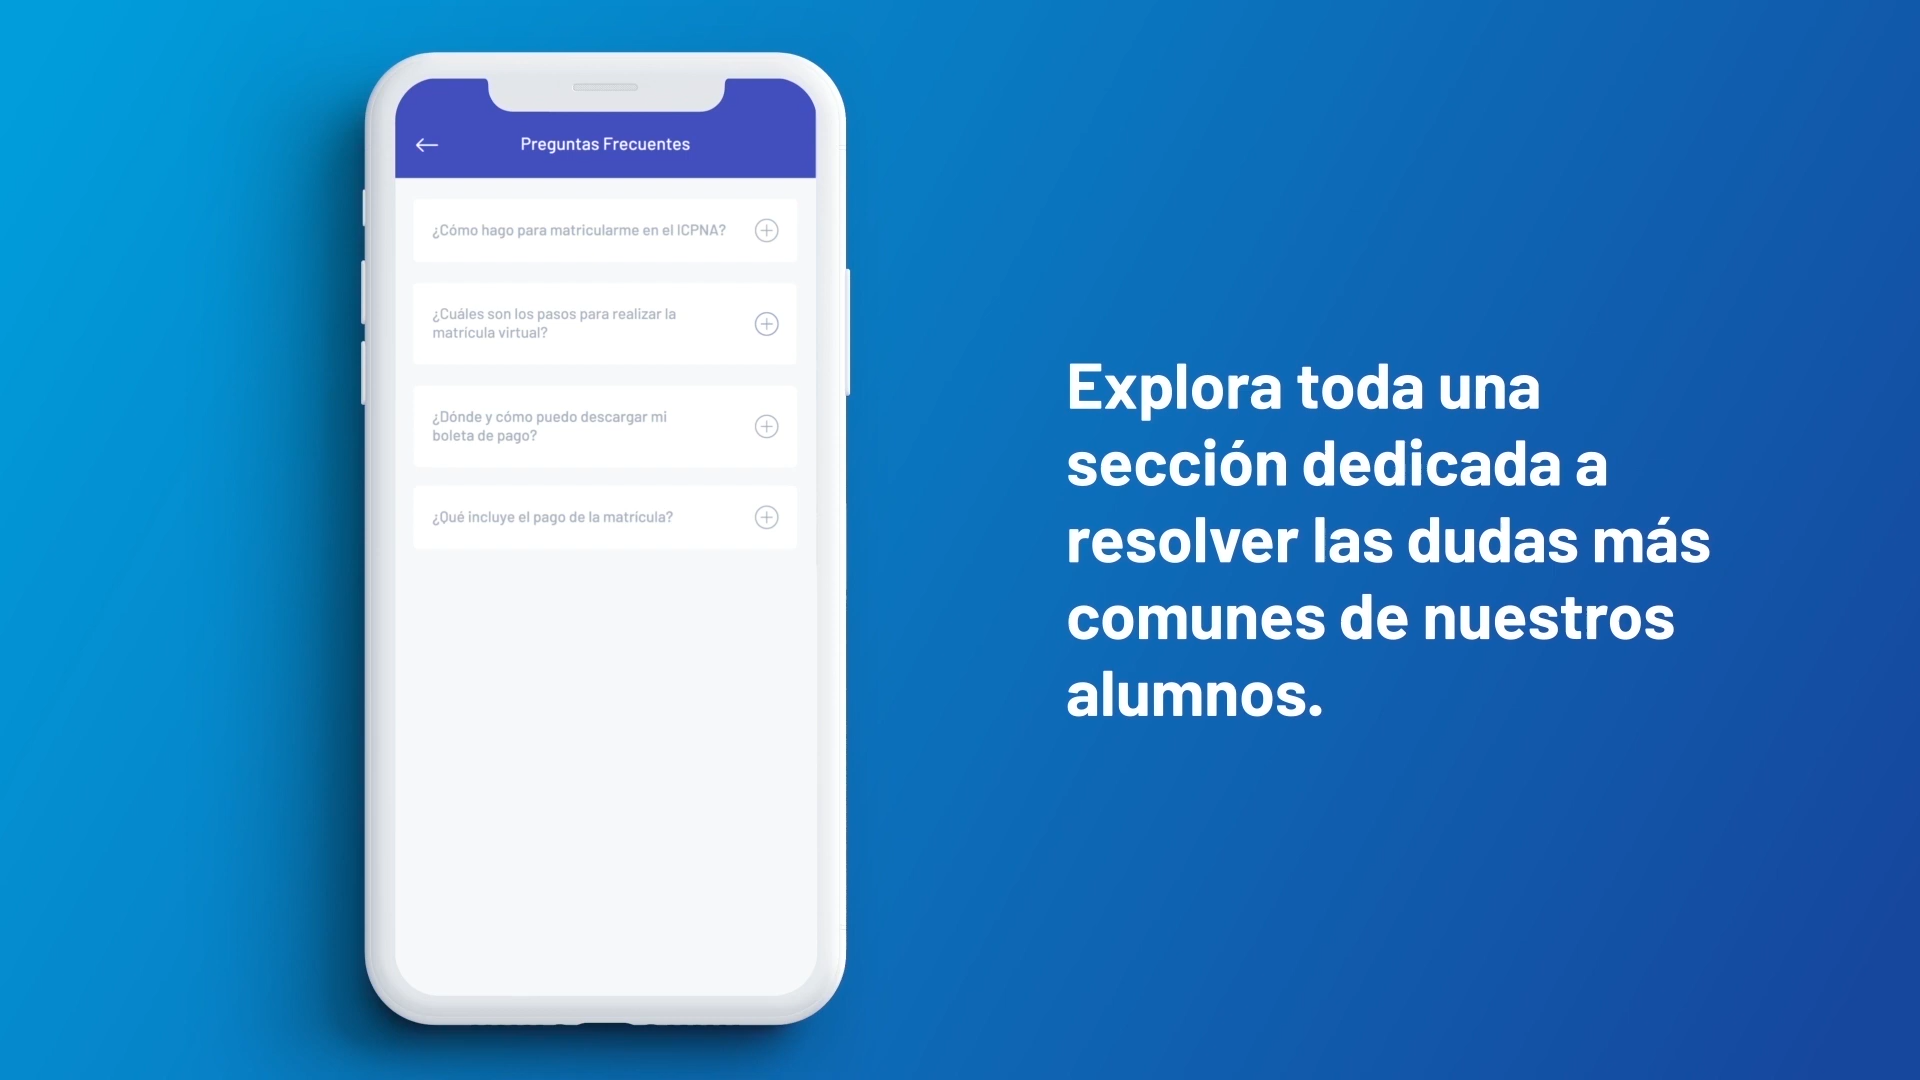 Preguntas Frecuentes
¿Cómo hago para matricularme en el ICPNA?
¿Cuáles son los pasos para realizar la
matrícula virtual?
¿Dónde y cómo puedo descargar mi
boleta de pago?
¿Qué incluye el pago de la matrícula?
Explora toda una
sección dedicada a
resolver las dudas más
comunes de nuestros
alumnos.